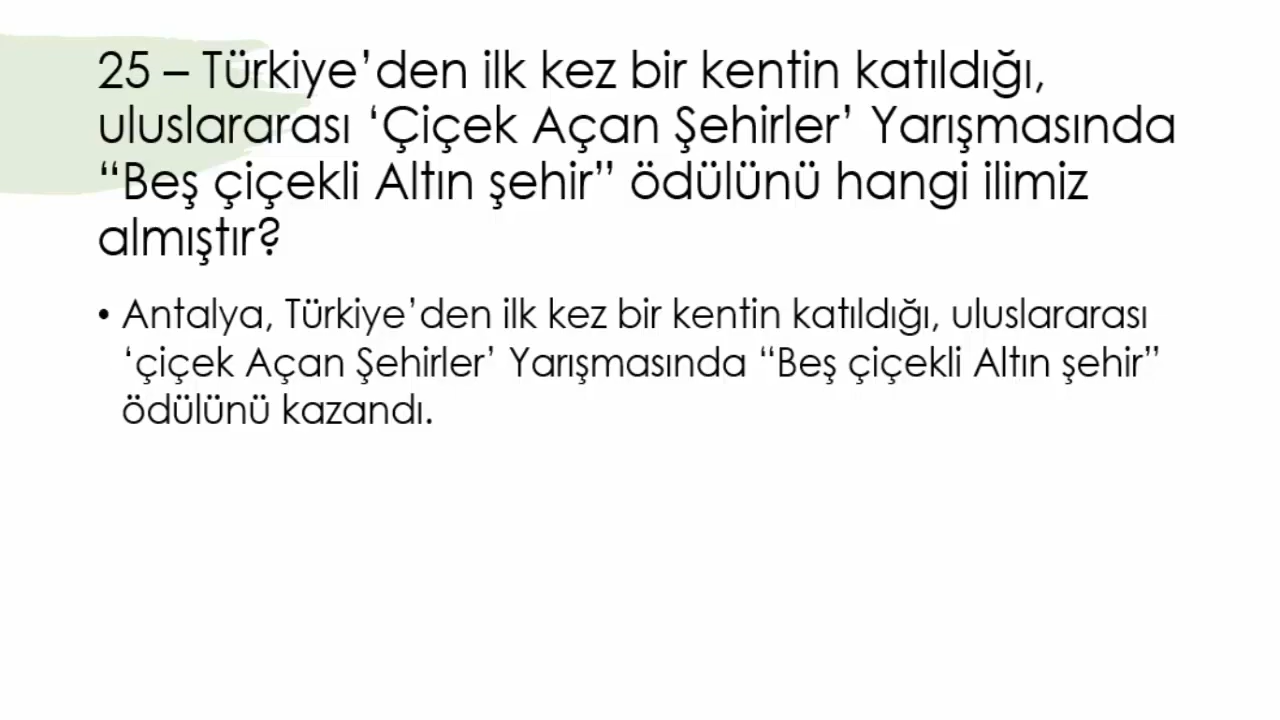 25 – Türkiye’den ilk kez bir kentin katıldığı,
uluslararası ‘Çiçek Açan Şehirler’ Yarışmasında
“Beş çiçekli Altın şehir” ödülünü hangi ilimiz
almıştır?
• Antalya, Türkiye’den ilk kez bir kentin katıldığı, uluslararası
‘çiçek Açan Şehirler’ Yarışmasında “Beş çiçekli Altın şehir”
ödülünü kazandı.